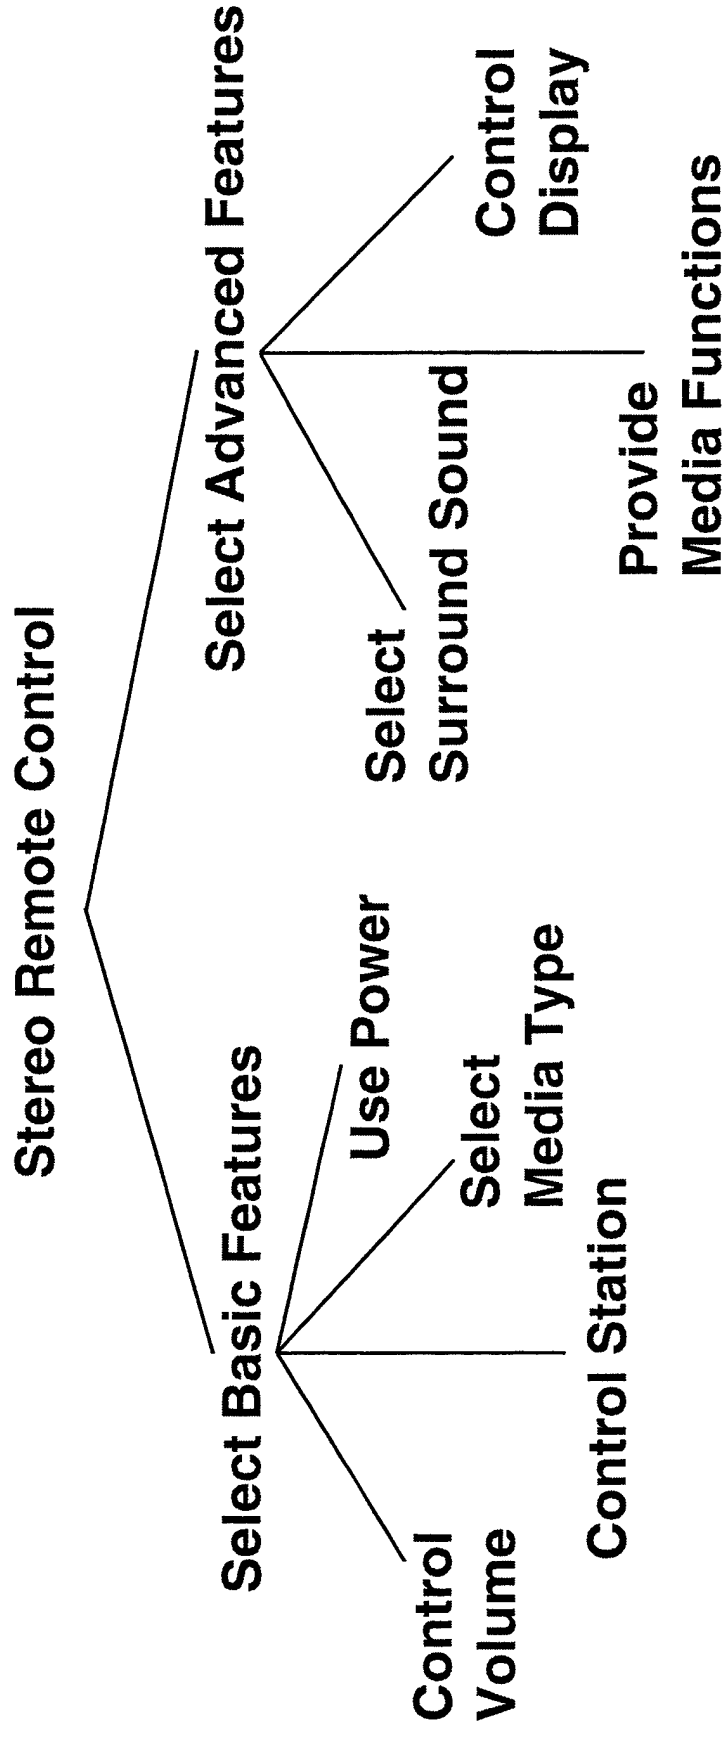 Stereo Remote Control
Select Basic Features
Select Advanced Features
Control
Volume
Control Station
Select
Media Type
Use Power
Select
Surround Sound
Provide
Media Functions
Control
Display